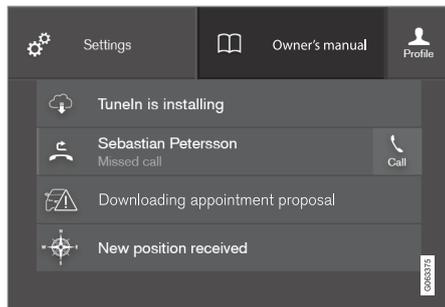 Settings
Owner's manual
Profile
TuneIn is installing
Sebastian Petersson
Missed call
Call
Downloading appointment proposal
New position received
G063375